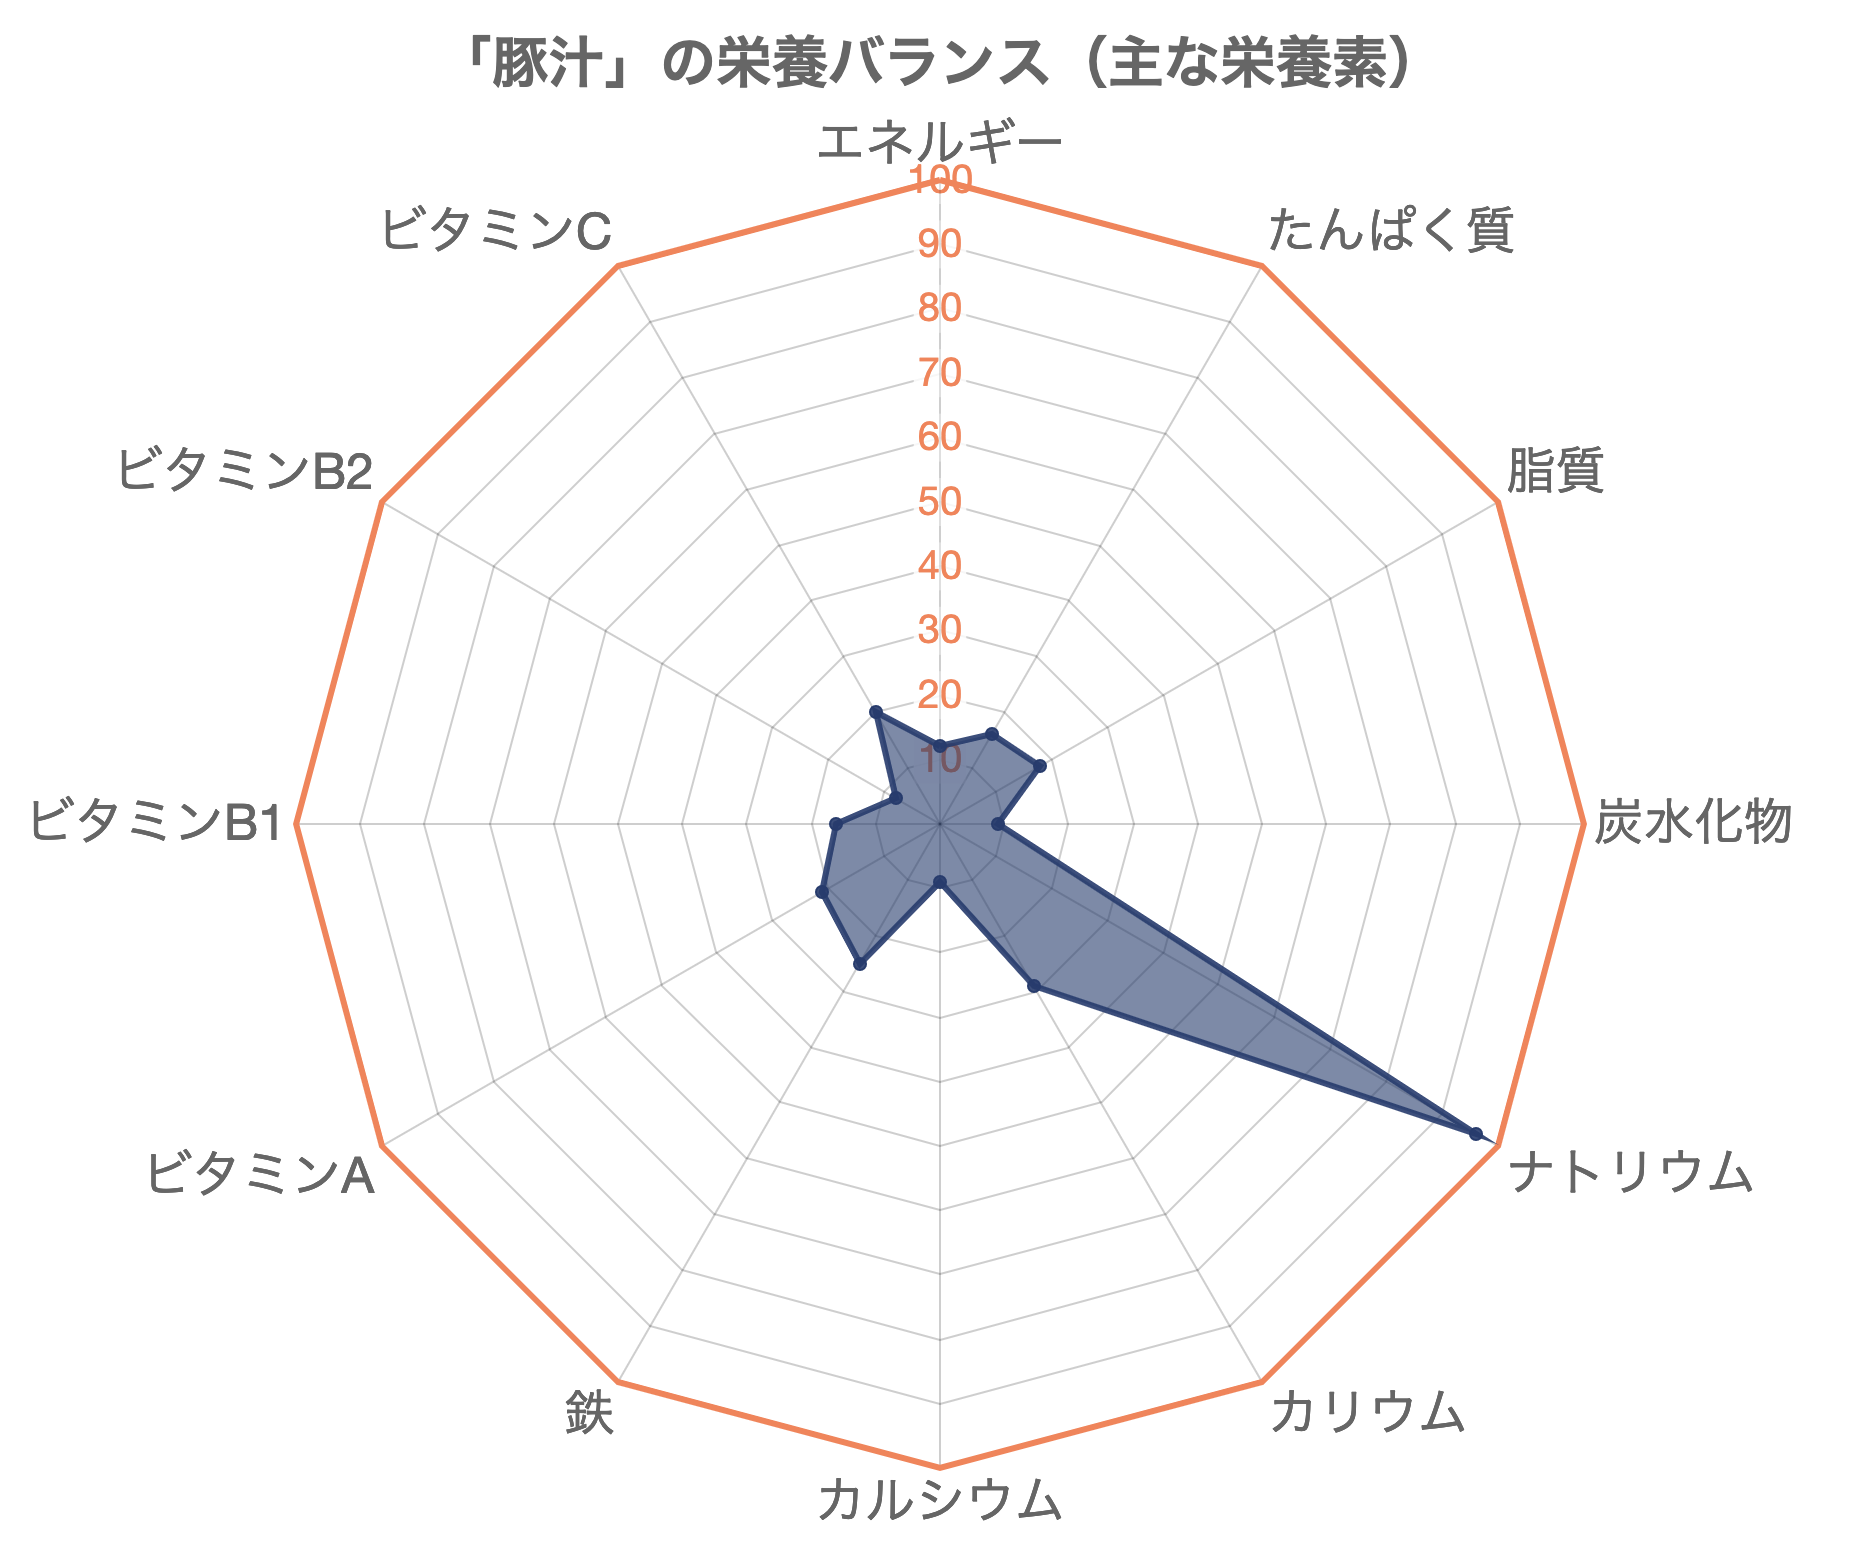 「豚汁」の栄養バランス（主な栄養素）
エネルギー
100
ビタミンC
たんぱく質
90
80
70
60
ビタミンB2
脂質
50
40
30
20
10
ビタミンB1
炭水化物
ビタミンA
ナトリウム
鉄
カリウム
カルシウム